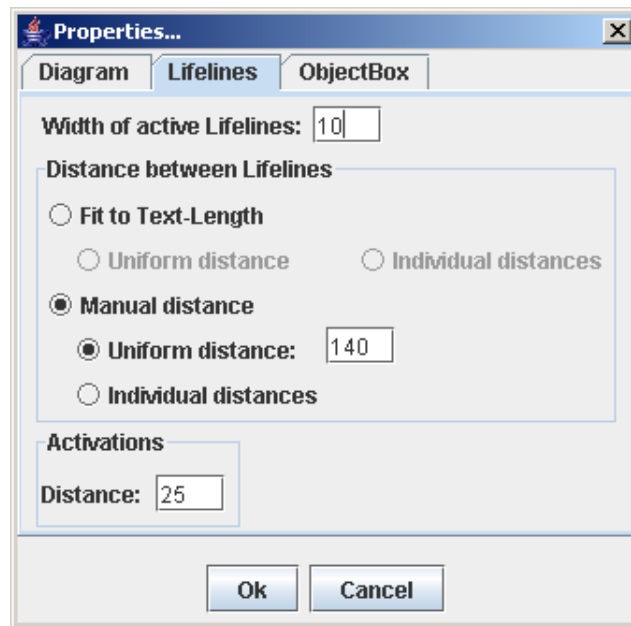 Properties...
Diagram Lifelines ObjectBox
Width of active Lifelines: 10
Distance between Lifelines
Fit to Text-Length
Uniform distance Individual distances
Manual distance
Uniform distance: 140
Individual distances
Activations
Distance: 25
Ok Cancel